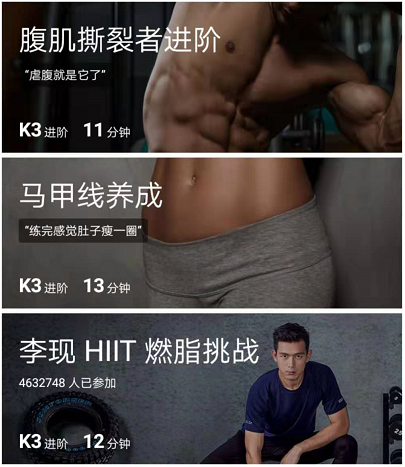 腹肌撕裂者进阶
“虐腹就是它了”
K3 进阶 11 分钟
马甲线养成
“练完感觉肚子瘦一圈”
K3 进阶 13 分钟
李现 HIIT 燃脂挑战
4632748 人已参加
K3 进阶 12 分钟